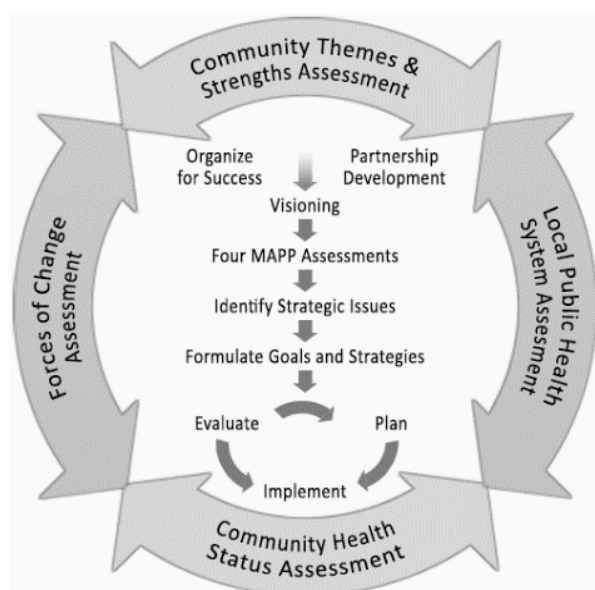 Community Themes &
Strengths Assessment
Organize
for Success
Partnership
Development
Visioning
Four MAPP Assessments
Identify Strategic Issues
Formulate Goals and Strategies
Evaluate
Plan
Implement
Forces of Change
Assessment
Local Public Health
System Assesment
Community Health
Status Assessment